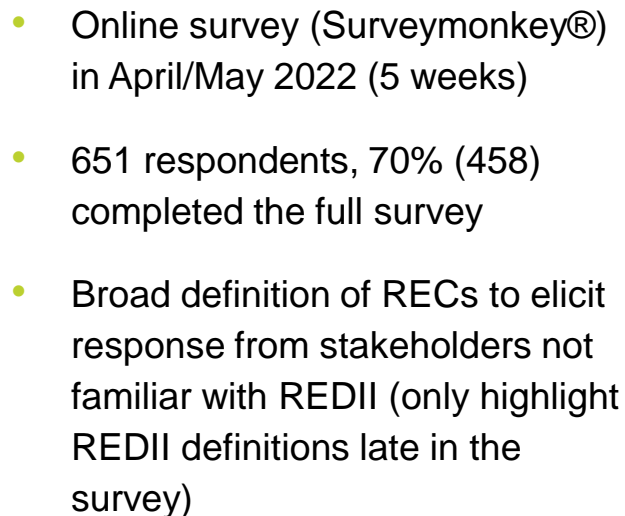 • Online survey (Surveymonkey®)
in April/May 2022 (5 weeks)
• 651 respondents, 70% (458)
completed the full survey
• Broad definition of RECs to elicit
response from stakeholders not
familiar with REDII (only highlight
REDII definitions late in the
survey)